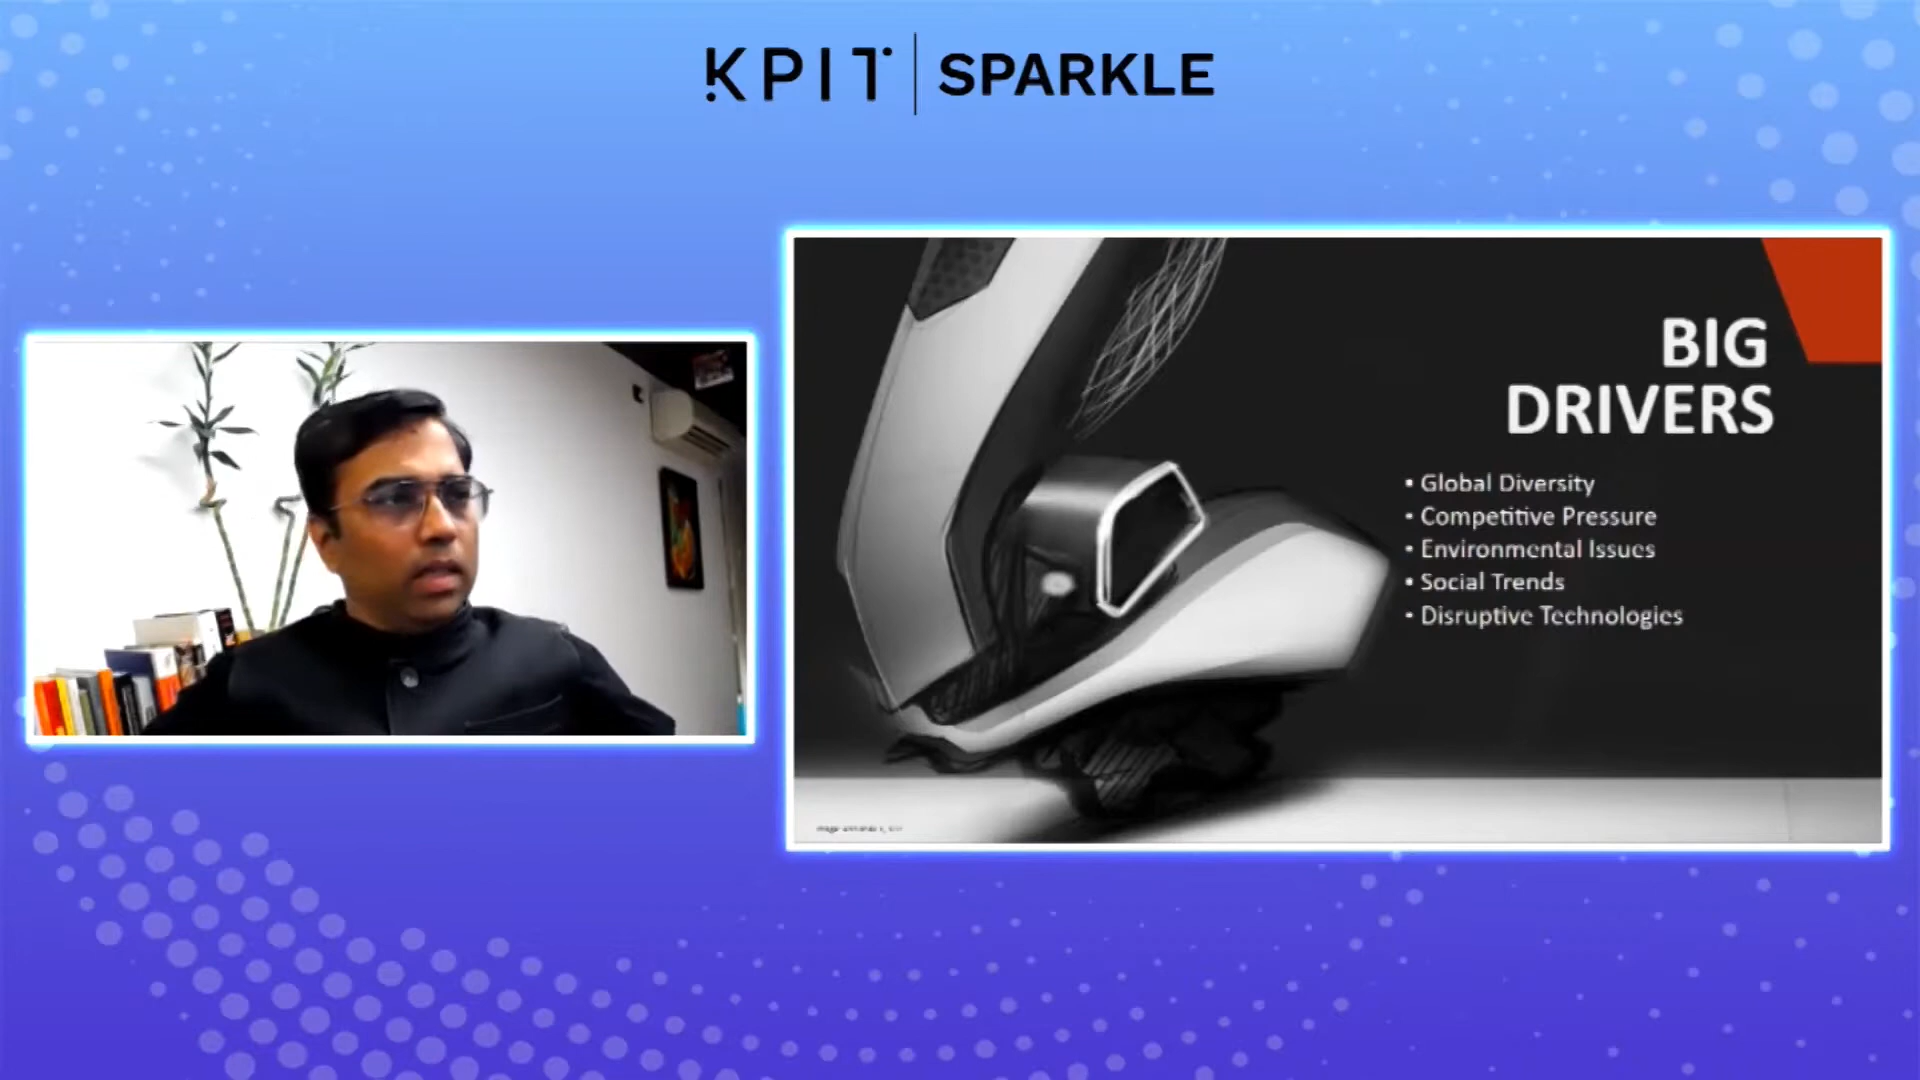 KPIT SPARKLE
BIG
DRIVERS
• Global Diversity
• Competitive Pressure
• Environmental Issues
• Social Trends
• Disruptive Technologies